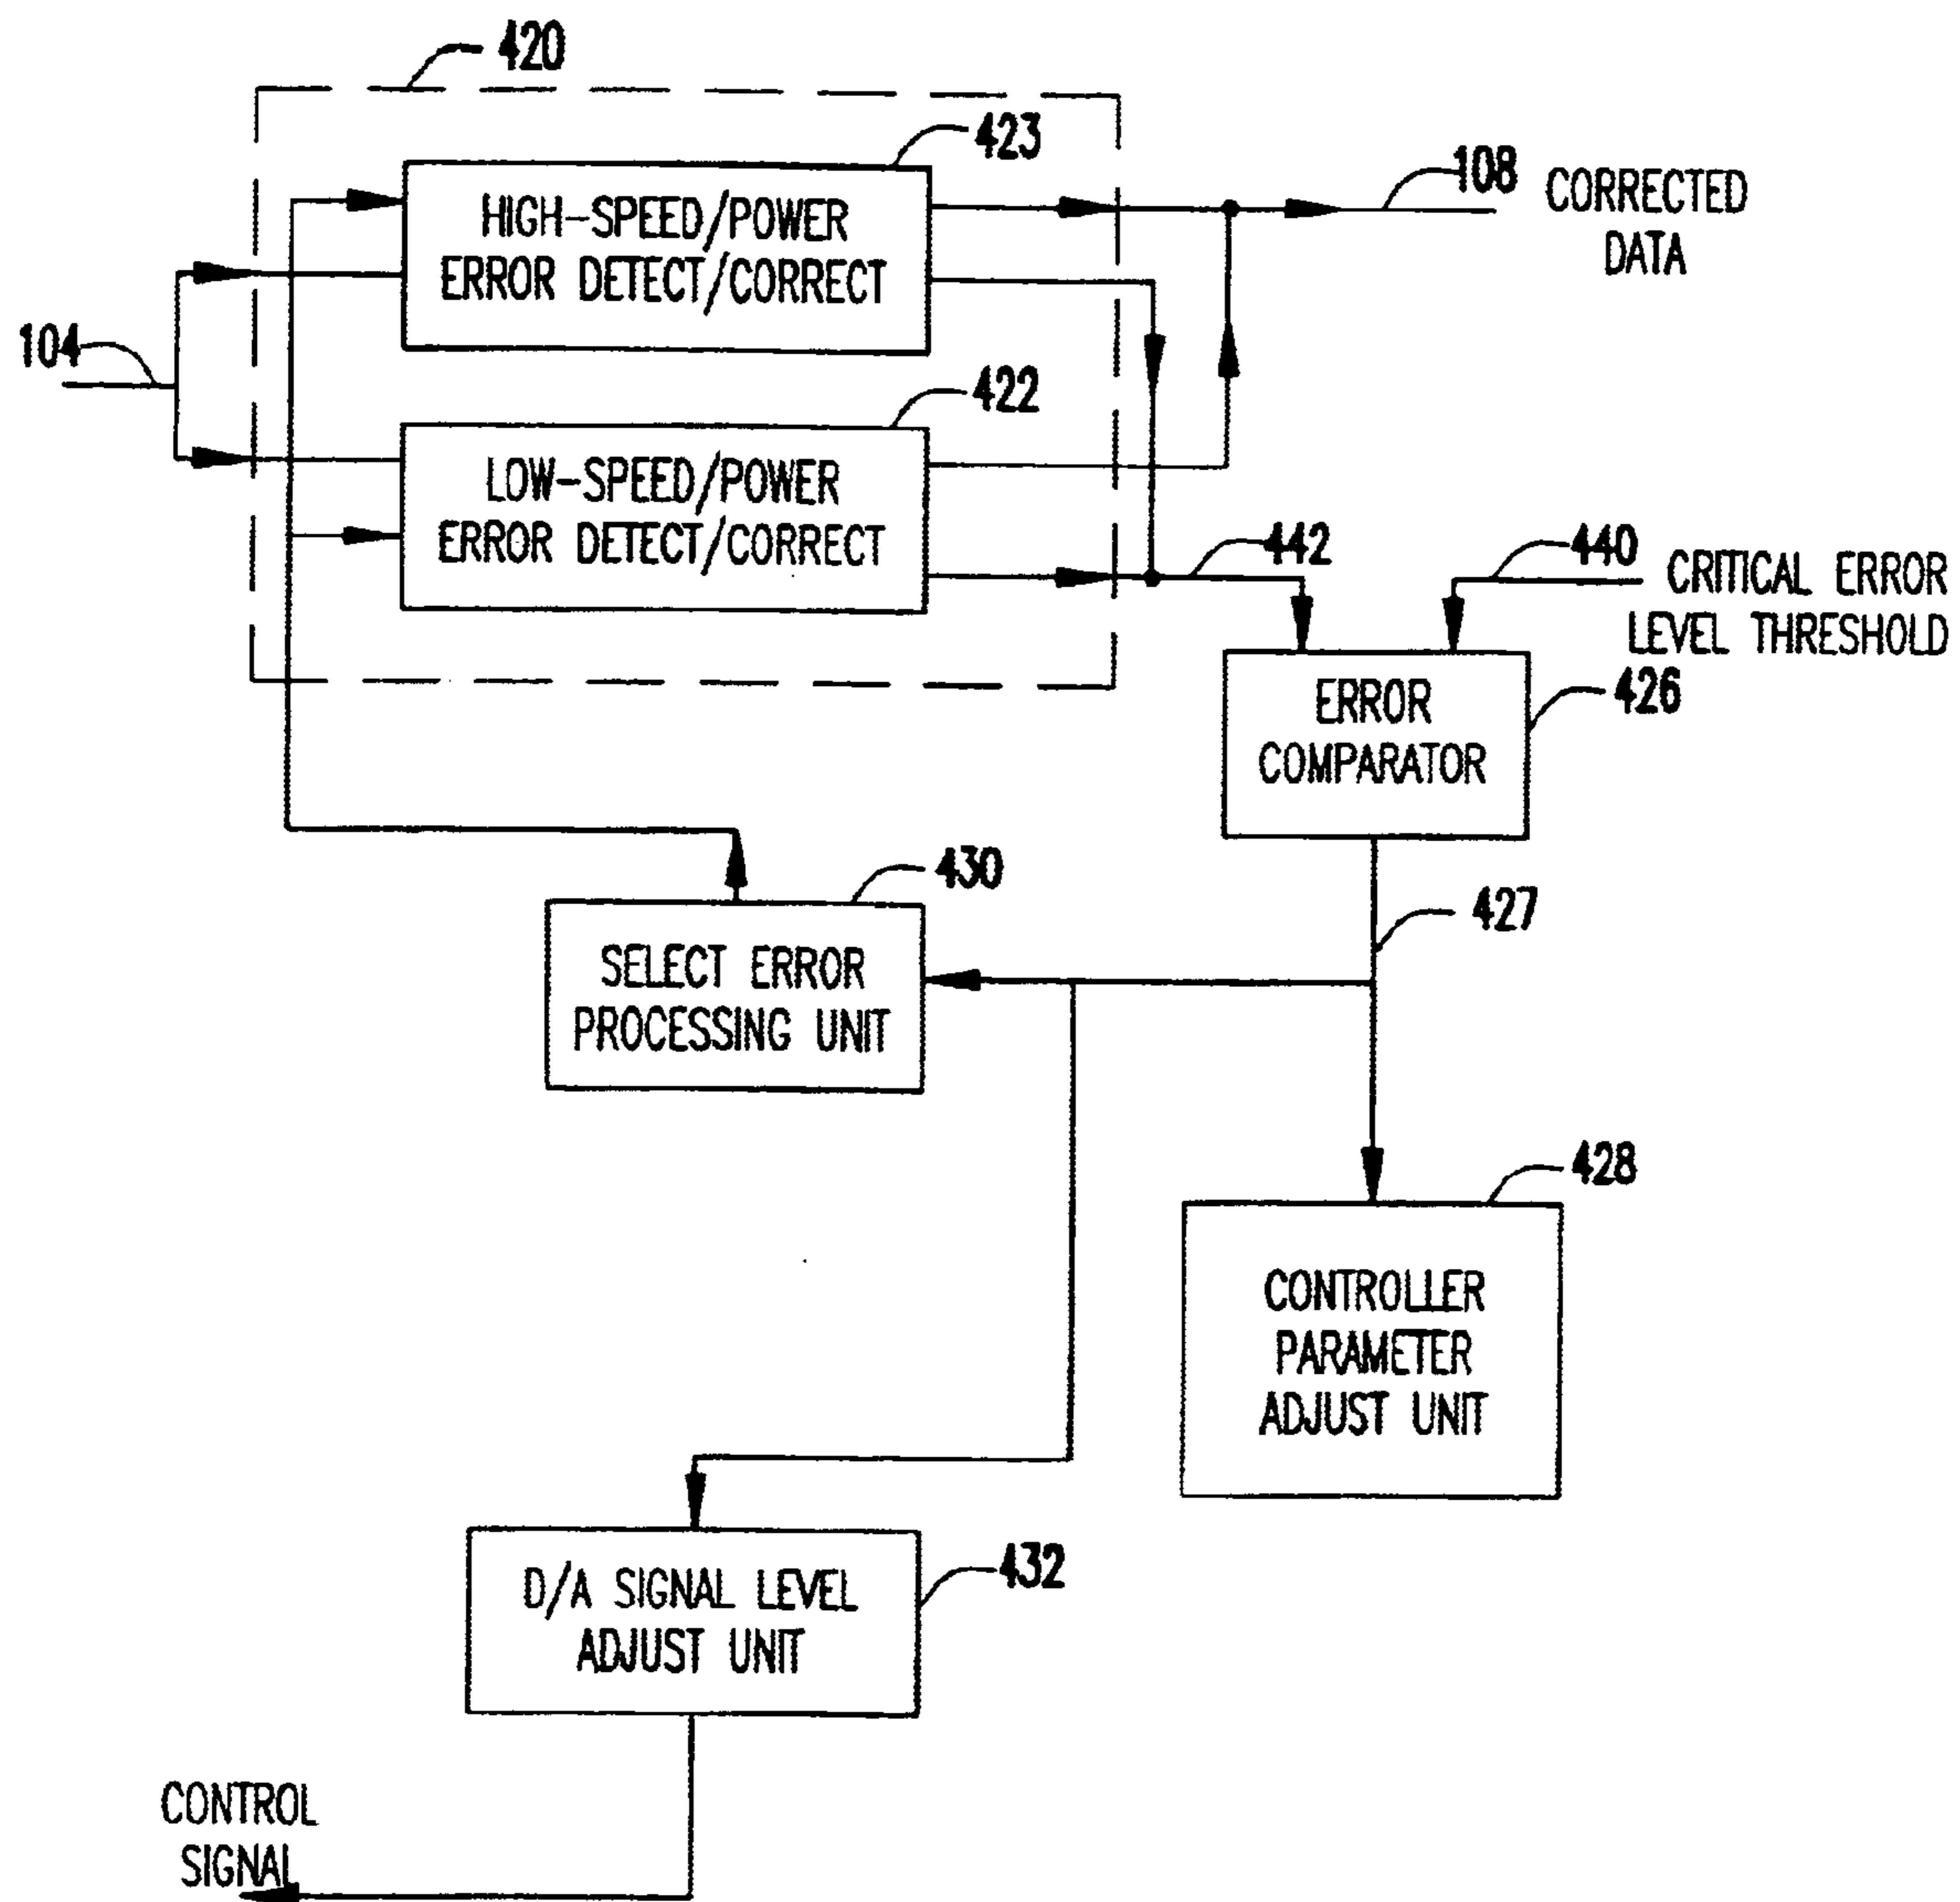 420
423
HIGH-SPEED/POWER
ERROR DETECT/CORRECT
108 CORRECTED
DATA
104
422
LOW-SPEED/POWER
ERROR DETECT/CORRECT
442
440
CRITICAL ERROR
LEVEL THRESHOLD
ERROR
COMPARATOR
426
430
427
SELECT ERROR
PROCESSING UNIT
428
CONTROLLER
PARAMETER
ADJUST UNIT
D/A SIGNAL LEVEL
ADJUST UNIT
432
CONTROL
SIGNAL